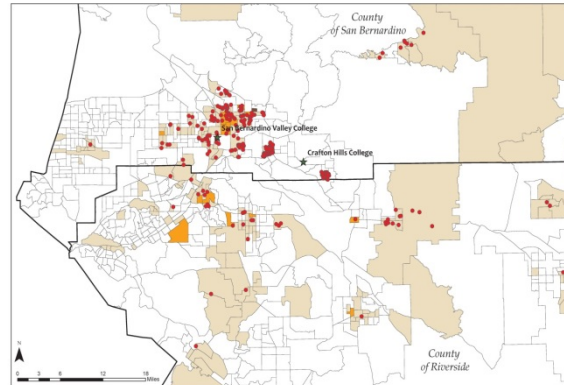 County
of San Bernardino
San Bernardino Valley College
Crafton Hills College
County
of Riverside
N
0 3 6 12 18
Miles